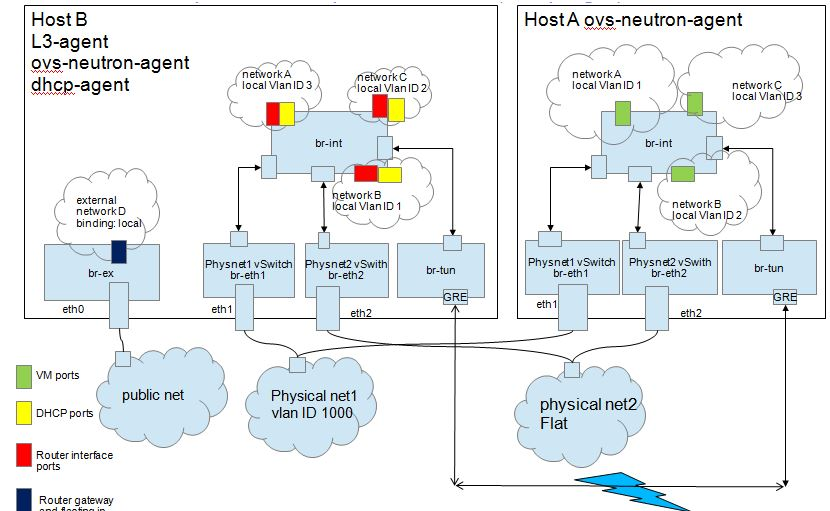 Host B
L3-agent
ovs-neutron-agent
dhcp-agent
network A
local Vlan ID 3
network C
local Vlan ID 2
br-int
network B
local Vlan ID 1
external
network D
binding: local
br-ex
eth0
Physnet1 vSwitch
br-eth1
eth1
Physnet2 vSwith
br-eth2
eth2
br-tun
GRE
Host A ovs-neutron-agent
network A
local Vlan ID 1
network C
local Vlan ID 3
br-int
network B
local Vlan ID 2
Physnet1 vSwitch
br-eth1
eth1
Physnet2 vSwith
br-eth2
eth2
br-tun
GRE
public net
Physical net1
vlan ID 1000
physical net2
Flat
VM ports
DHCP ports
Router interface
ports
Router gateway